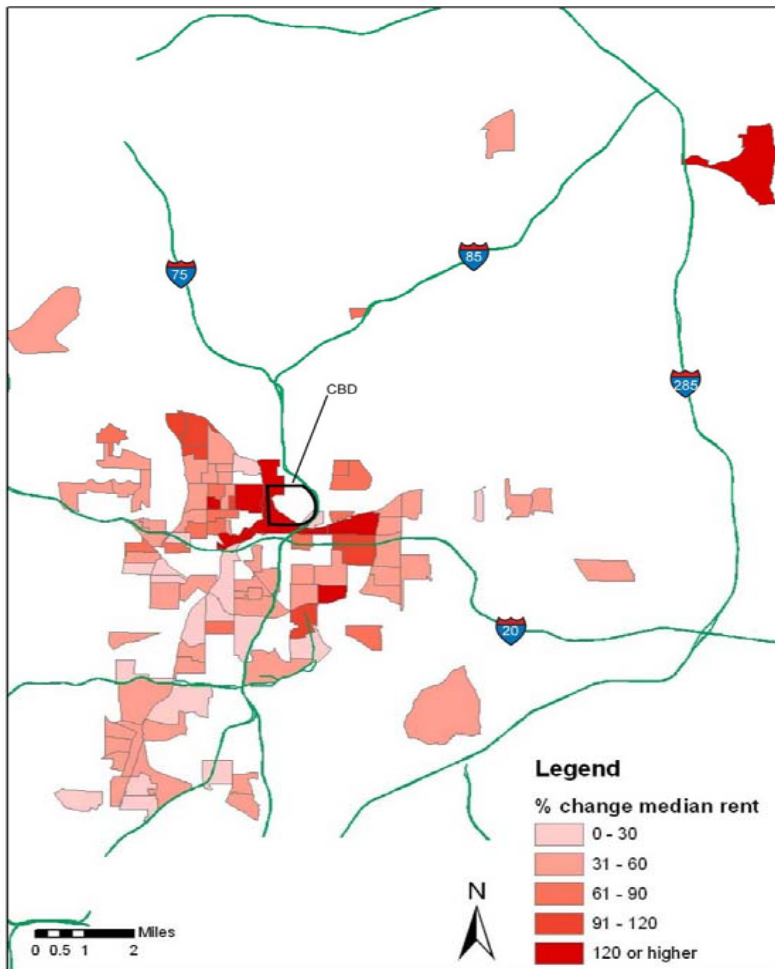 85
75
CBD
285
20
Legend
% change median rent
0 - 30
31 - 60
61 - 90
91 - 120
120 or higher
N
Miles
0 0.5 1 2